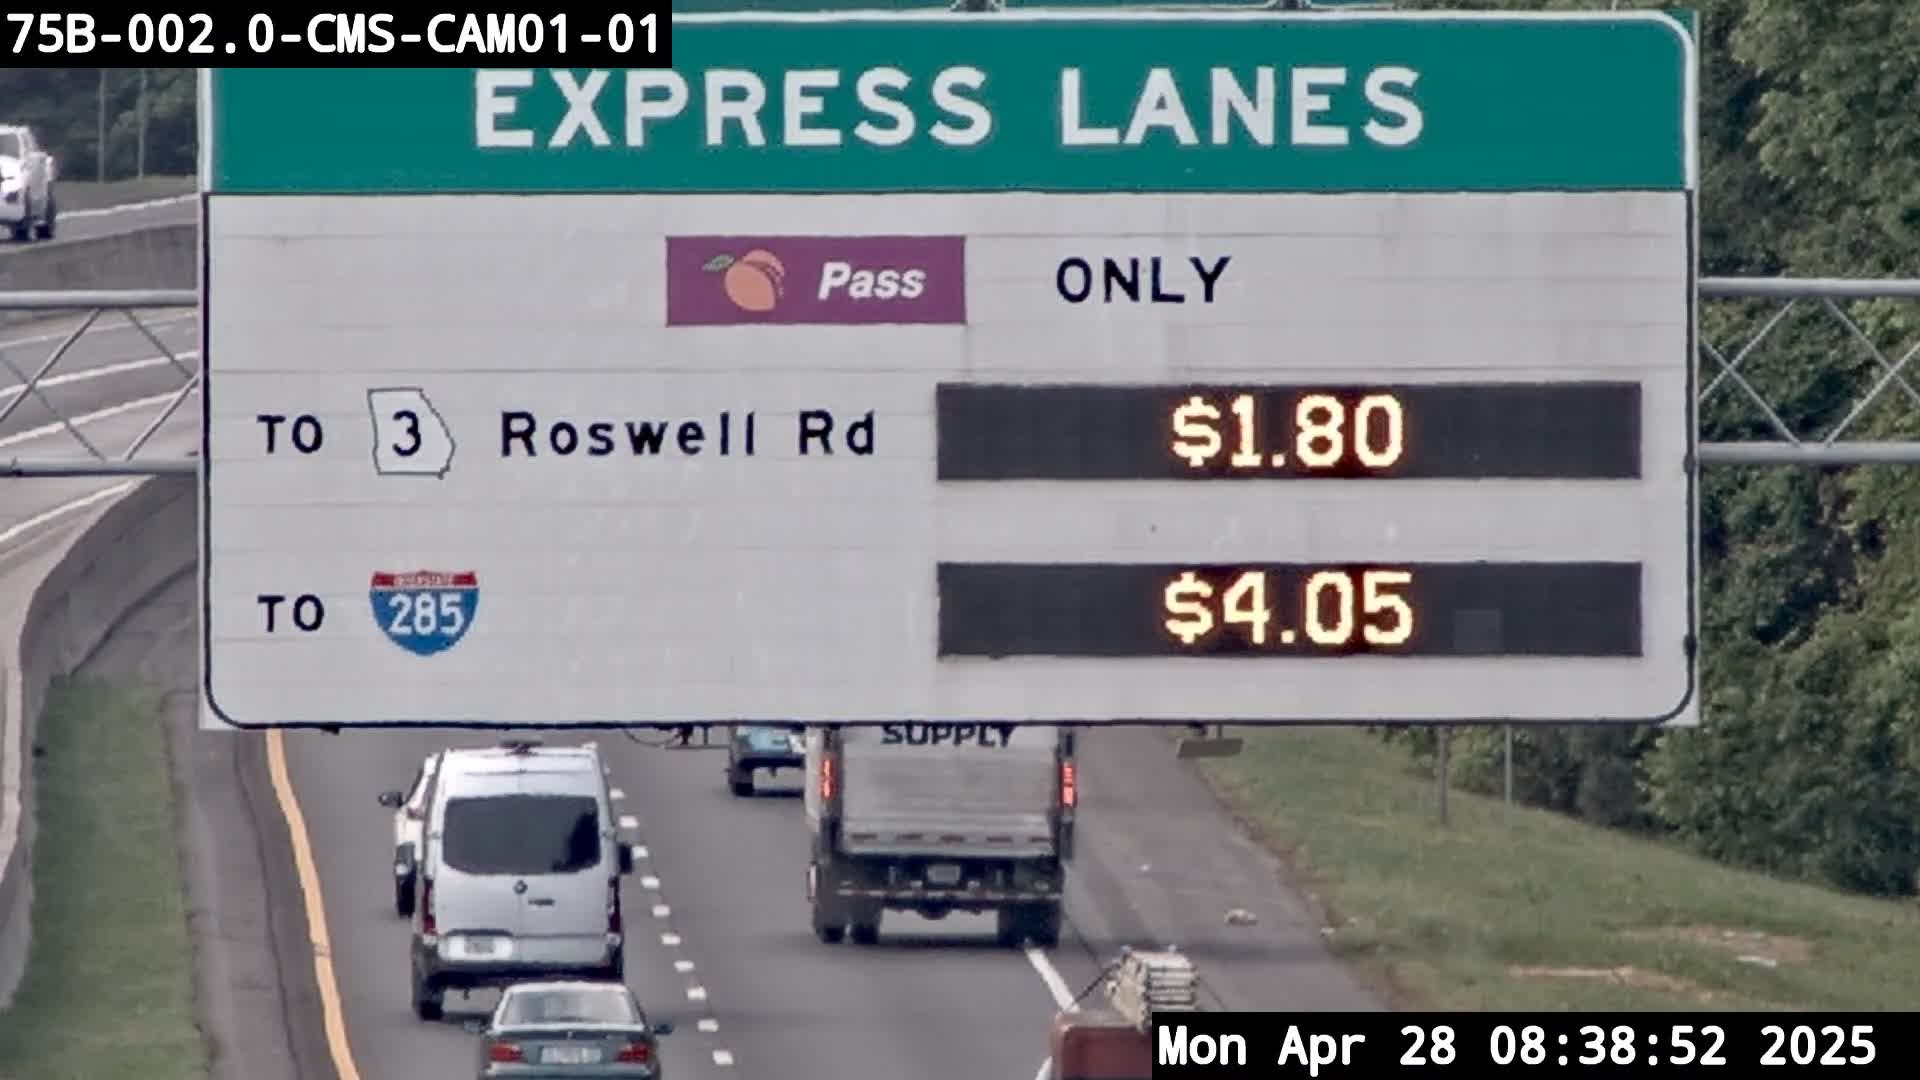 75B-002.0-CMS-CAM01-01
EXPRESS LANES
Pass ONLY
TO 3 Roswell Rd $1.80
TO 285 $4.05
SUPPLY
Mon Apr 28 08:38:52 2025